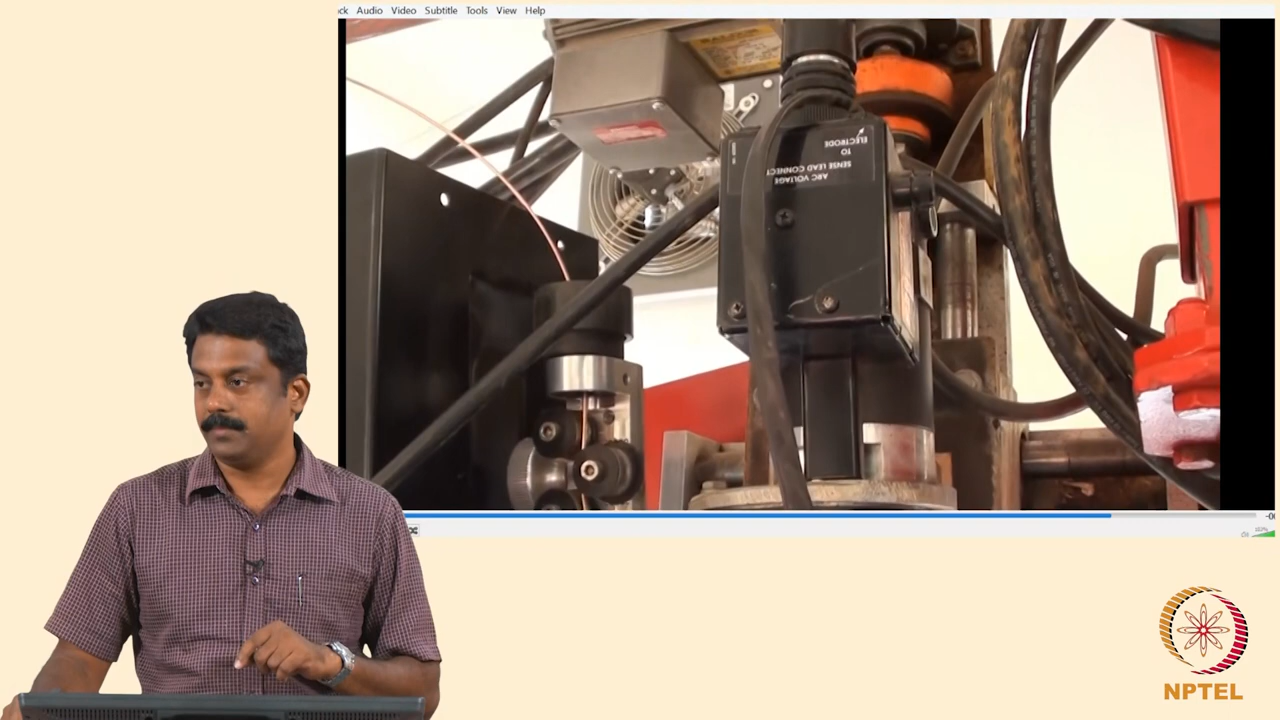 ck Audio Video Subtitle Tools View Help
ARC VOLTAGE
SENSE LEAD CONNECT
TO
ELECTRODE
NPTEL